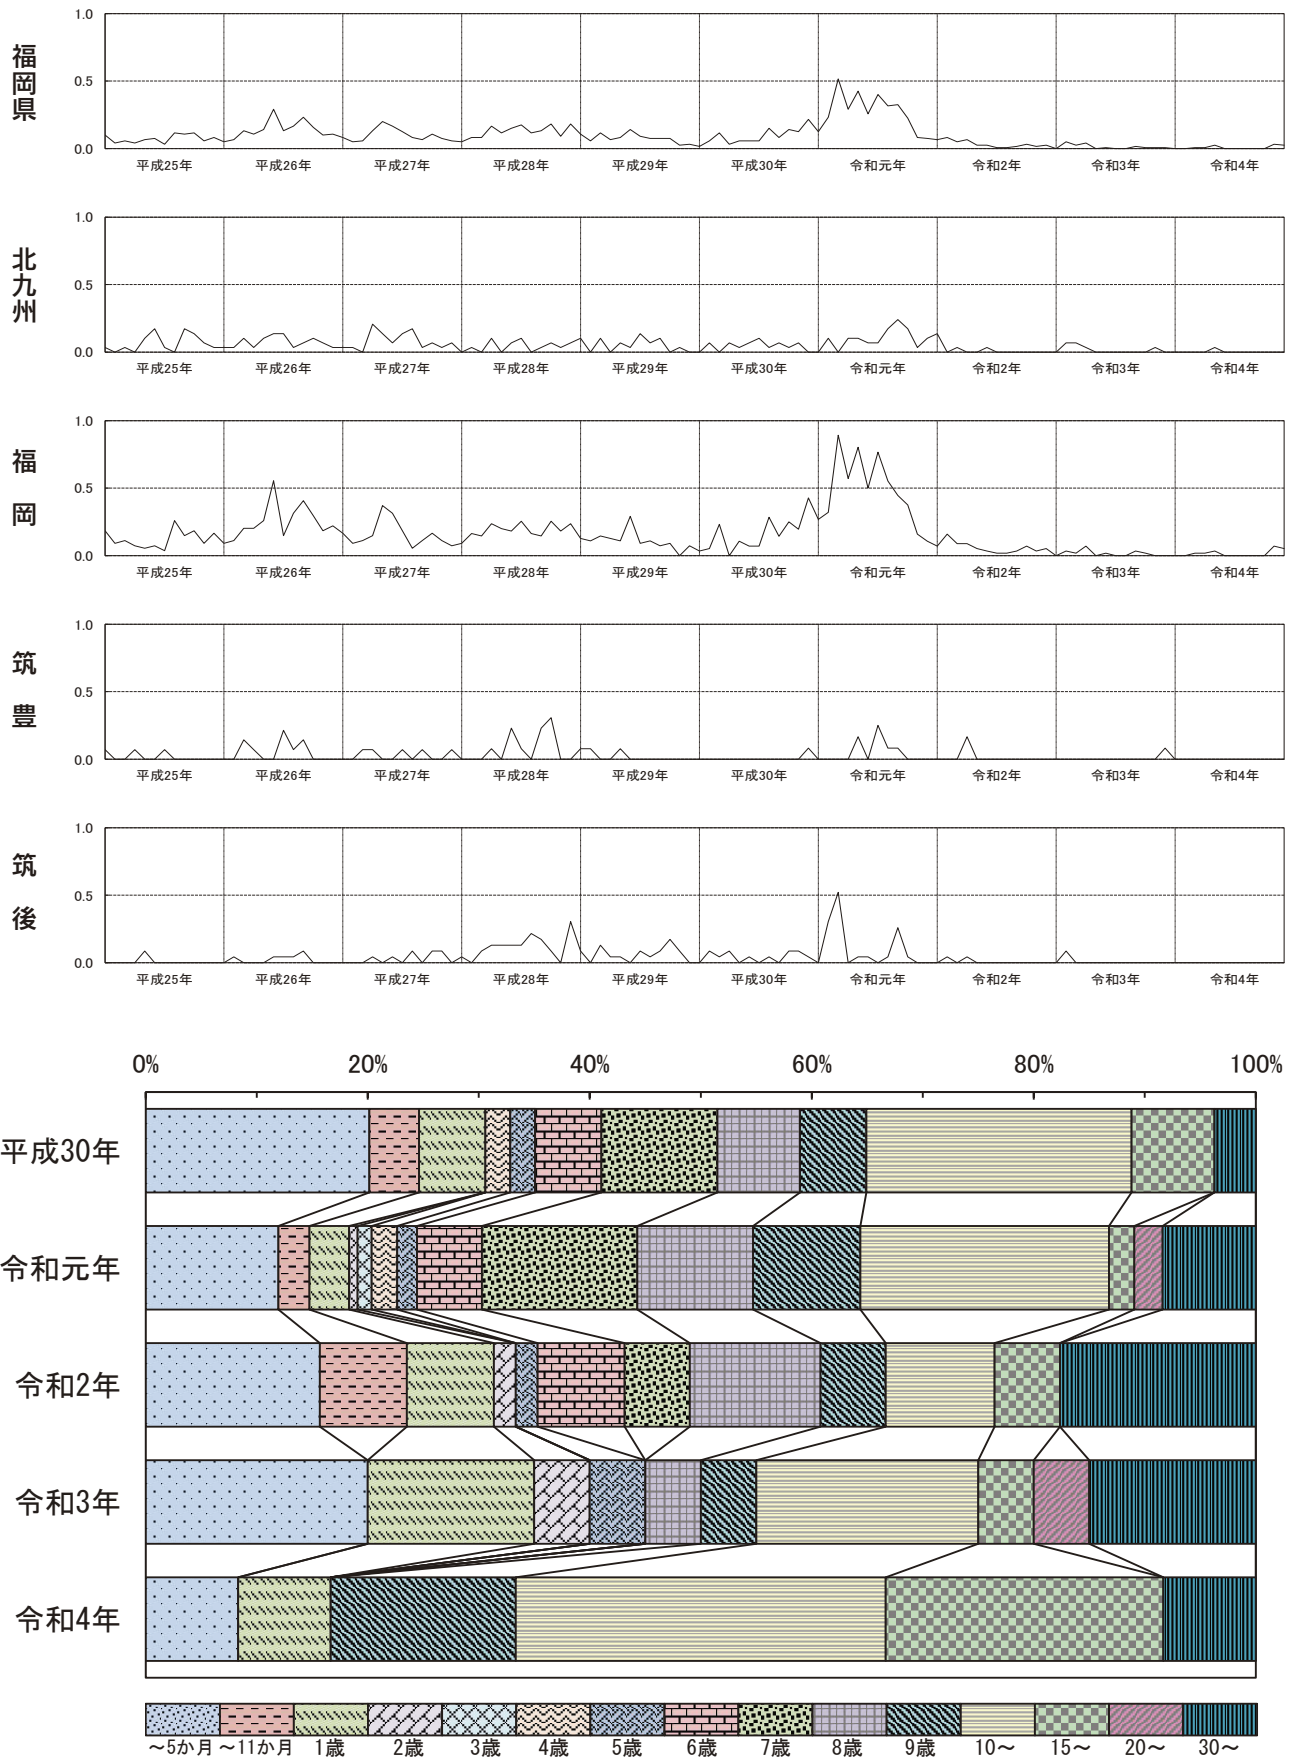 福岡県
1.0
0.5
0.0
平成25年 平成26年 平成27年 平成28年 平成29年 平成30年 令和元年 令和2年 令和3年 令和4年
北九州
1.0
0.5
0.0
平成25年 平成26年 平成27年 平成28年 平成29年 平成30年 令和元年 令和2年 令和3年 令和4年
福岡
1.0
0.5
0.0
平成25年 平成26年 平成27年 平成28年 平成29年 平成30年 令和元年 令和2年 令和3年 令和4年
筑豊
1.0
0.5
0.0
平成25年 平成26年 平成27年 平成28年 平成29年 平成30年 令和元年 令和2年 令和3年 令和4年
筑後
1.0
0.5
0.0
平成25年 平成26年 平成27年 平成28年 平成29年 平成30年 令和元年 令和2年 令和3年 令和4年
0% 20% 40% 60% 80% 100%
平成30年
令和元年
令和2年
令和3年
令和4年
～5か月 ～11か月 1歳 2歳 3歳 4歳 5歳 6歳 7歳 8歳 9歳 10～ 15～ 20～ 30～